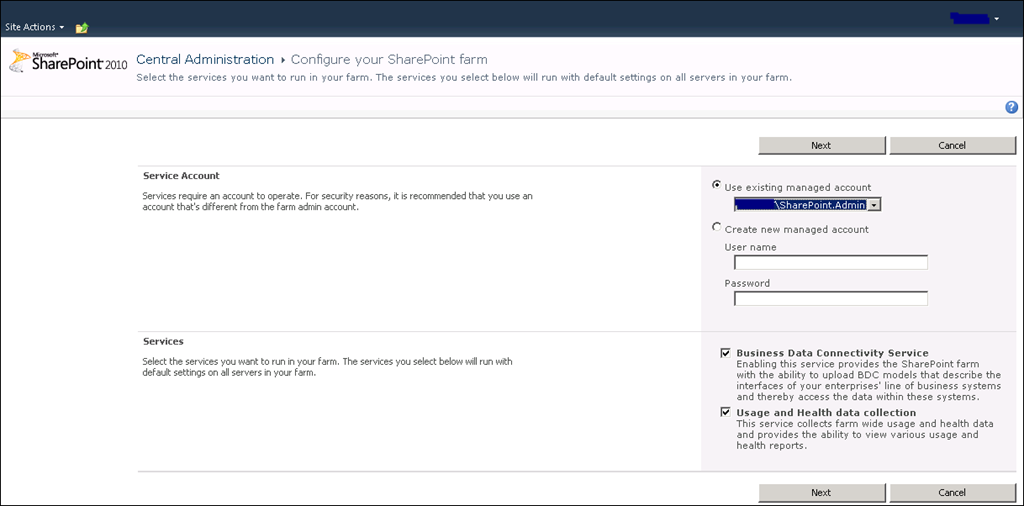 Site Actions
Microsoft
SharePoint 2010
Central Administration Configure your SharePoint farm
Select the services you want to run in your farm. The services you select below will run with default settings on all servers in your farm.
Next Cancel
Service Account
Services require an account to operate. For security reasons, it is recommended that you use an
account that's different from the farm admin account.
Use existing managed account
\SharePoint.Admin
Create new managed account
User name
Password
Services
Select the services you want to run in your farm. The services you select below will run with
default settings on all servers in your farm.
Business Data Connectivity Service
Enabling this service provides the SharePoint farm
with the ability to upload BDC models that describe the
interfaces of your enterprises' line of business systems
and thereby access the data within these systems.
Usage and Health data collection
This service collects farm wide usage and health data
and provides the ability to view various usage and
health reports.
Next Cancel